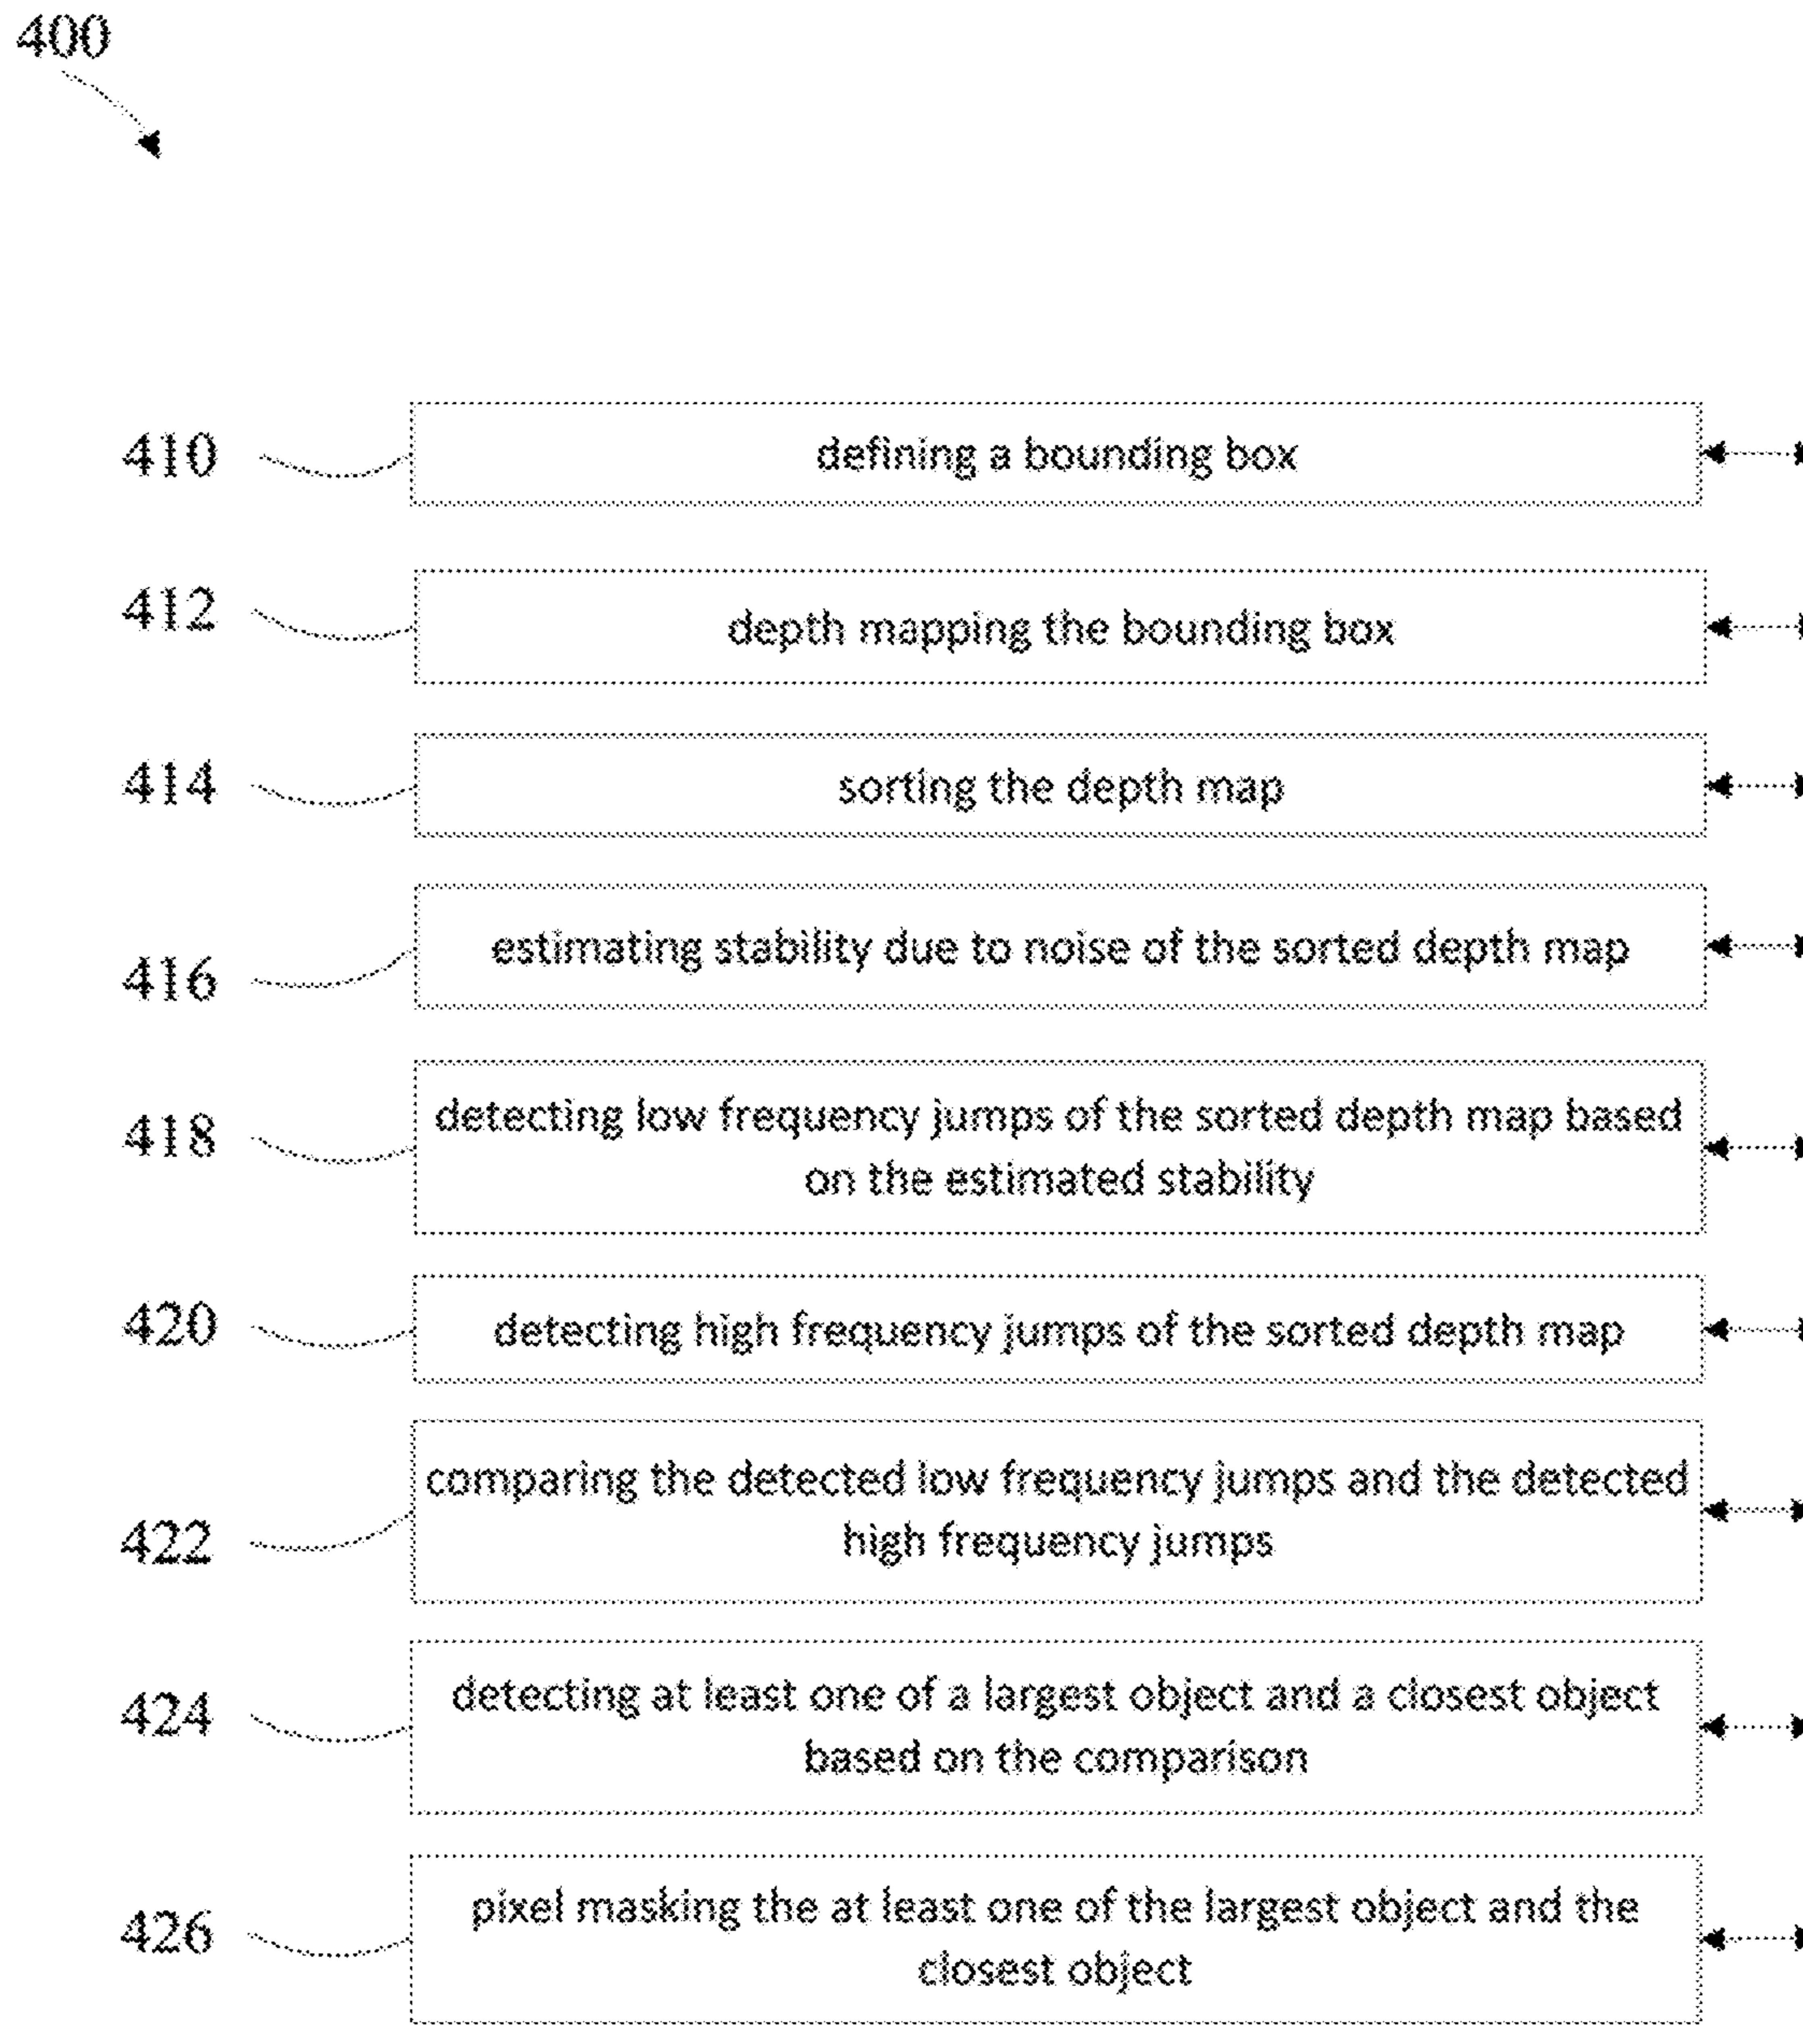 400
410
defining a bounding box
412
depth mapping the bounding box
414
sorting the depth map
416
estimating stability due to noise of the sorted depth map
418
detecting low frequency jumps of the sorted depth map based
on the estimated stability
420
detecting high frequency jumps of the sorted depth map
422
comparing the detected low frequency jumps and the detected
high frequency jumps
424
detecting at least one of a largest object and a closest object
based on the comparison
426
pixel masking the at least one of the largest object and the
closest object